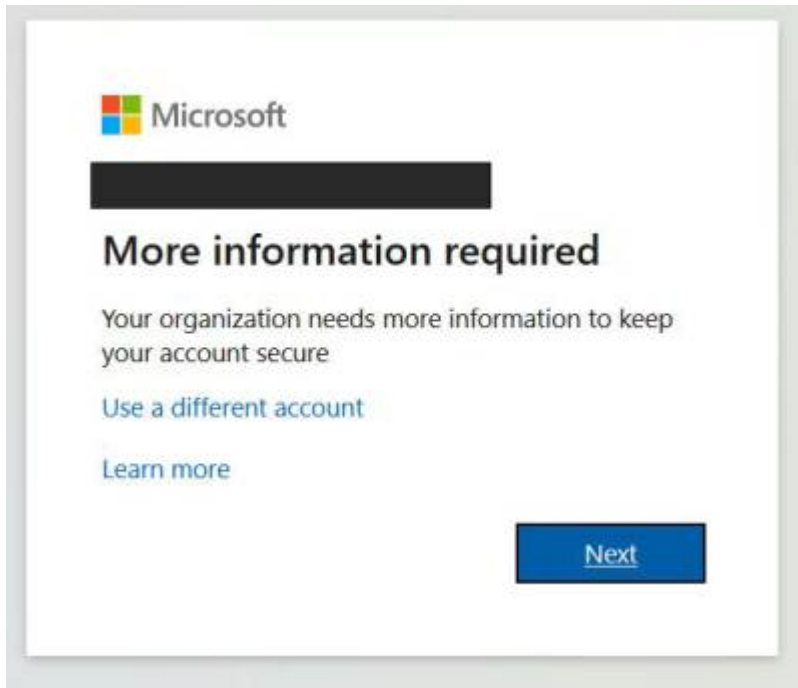 Microsoft
More information required
Your organization needs more information to keep
your account secure
Use a different account
Learn more
Next